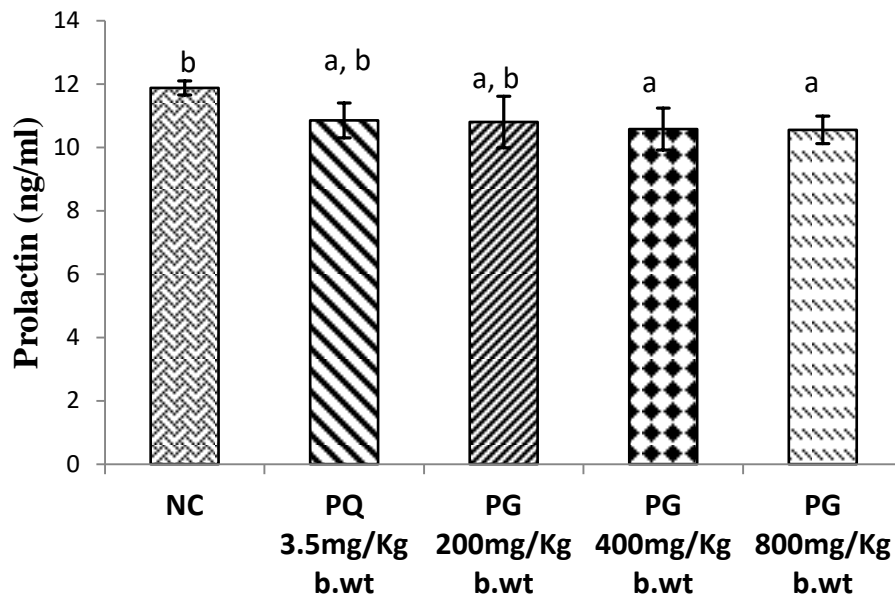 14
12
10
8
6
4
2
0
Prolactin (ng/ml)
b
a, b
a, b
a
a
NC
PQ
3.5mg/Kg
b.wt
PG
200mg/Kg
b.wt
PG
400mg/Kg
b.wt
PG
800mg/Kg
b.wt